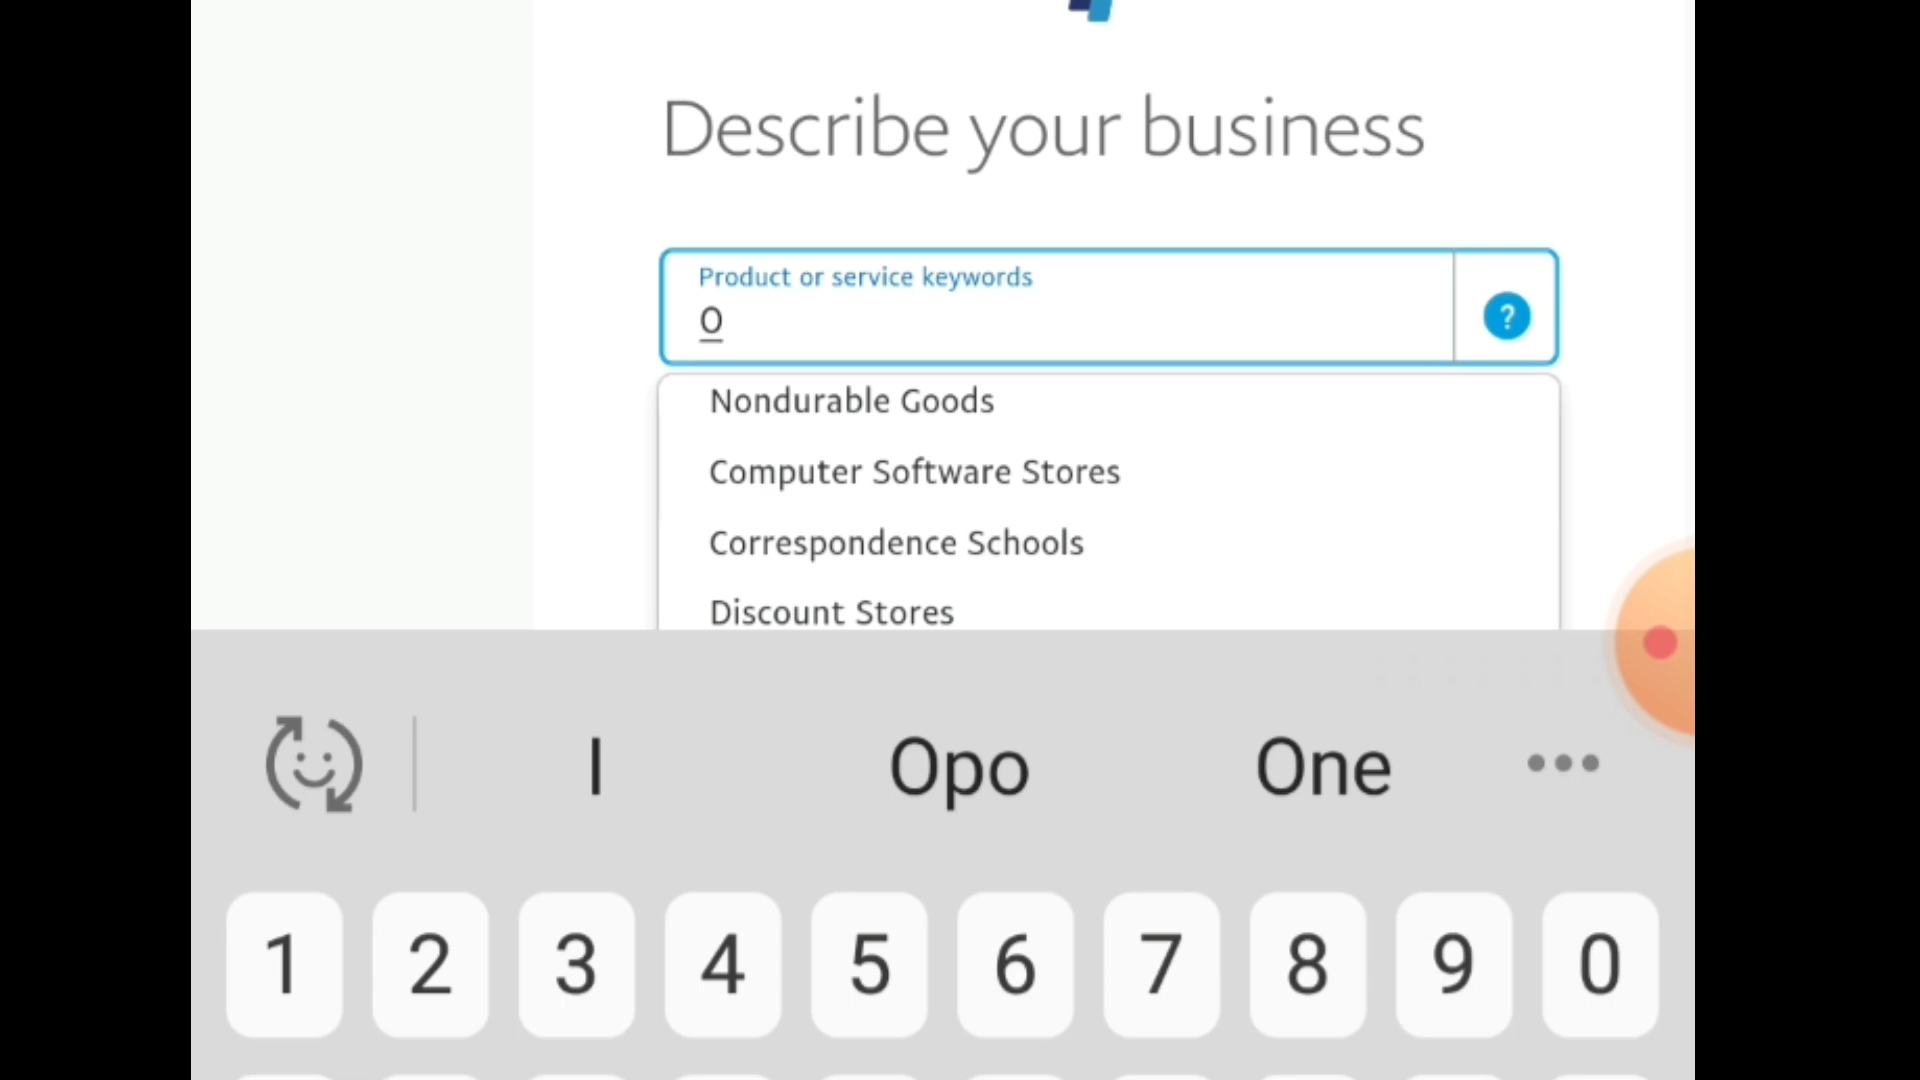 Describe your business
Product or service keywords
O
?
Nondurable Goods
Computer Software Stores
Correspondence Schools
Discount Stores
I Opo One
1 2 3 4 5 6 7 8 9 0